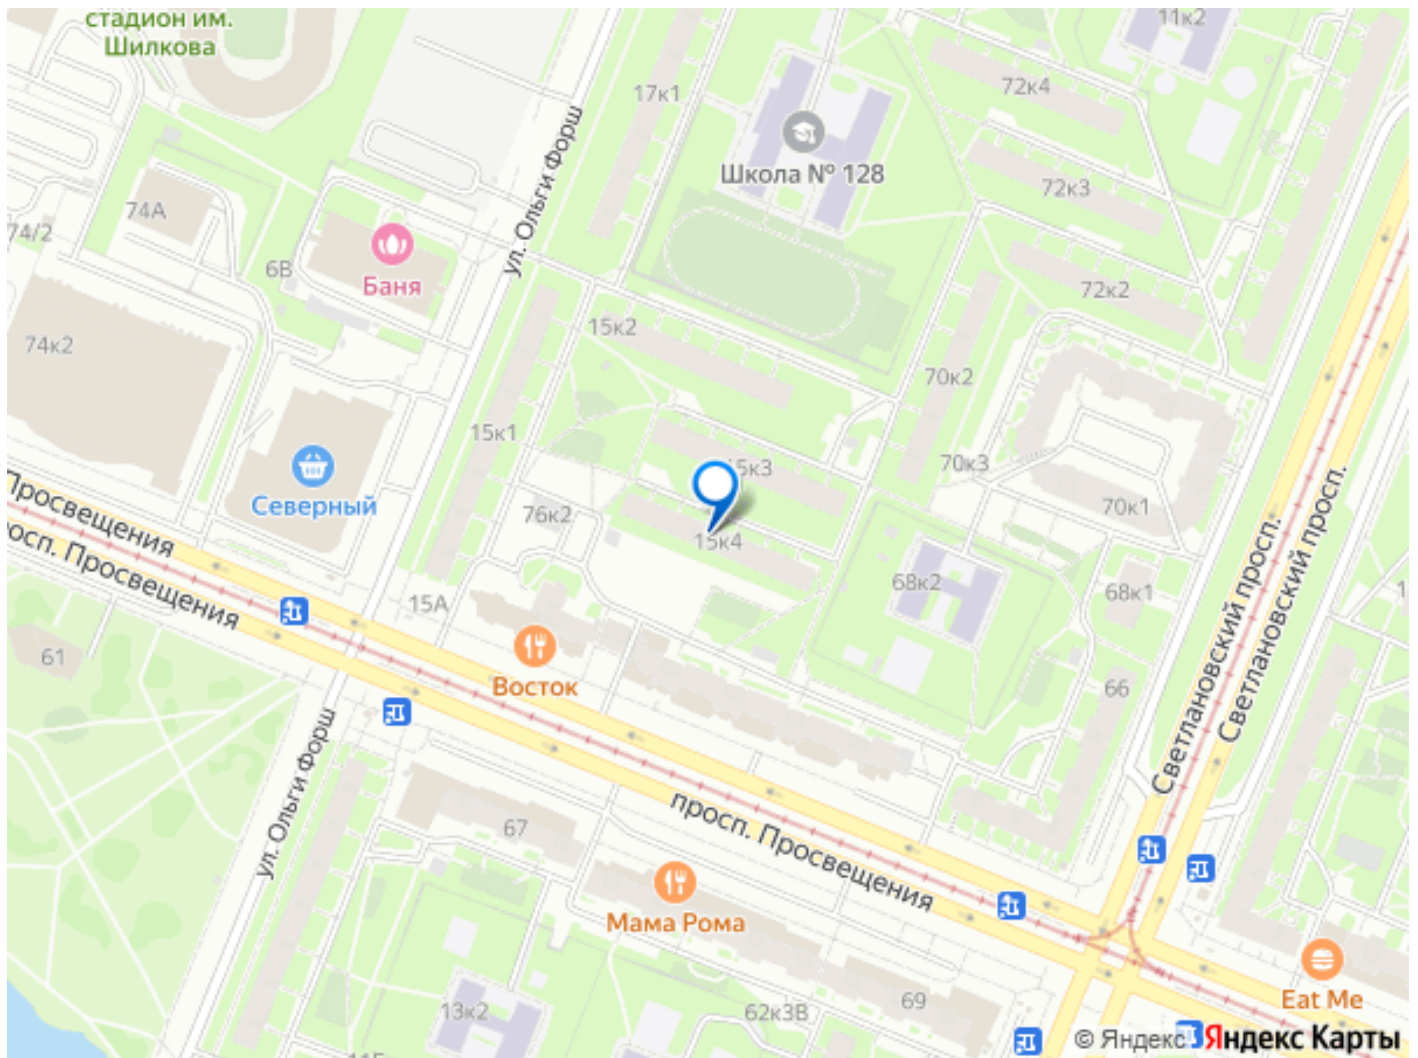 стадион им.
Шилкова
11к2
72к4
17к1
ул. Ольги Форш
Школа № 128
72к3
74А
74/2
6В
Баня
72к2
15к2
74к2
70к2
15к1
15к3
70к3
Северный
76к2
70к1
Просвещения
просп. Просвещения
15к4
68к2
68к1
15А
Светлановский просп.
Светлановский просп.
61
Восток
66
ул. Ольги Форш
просп. Просвещения
67
Мама Рома
69
13к2
62к3В
Eat Me
© Яндекс
Яндекс Карты